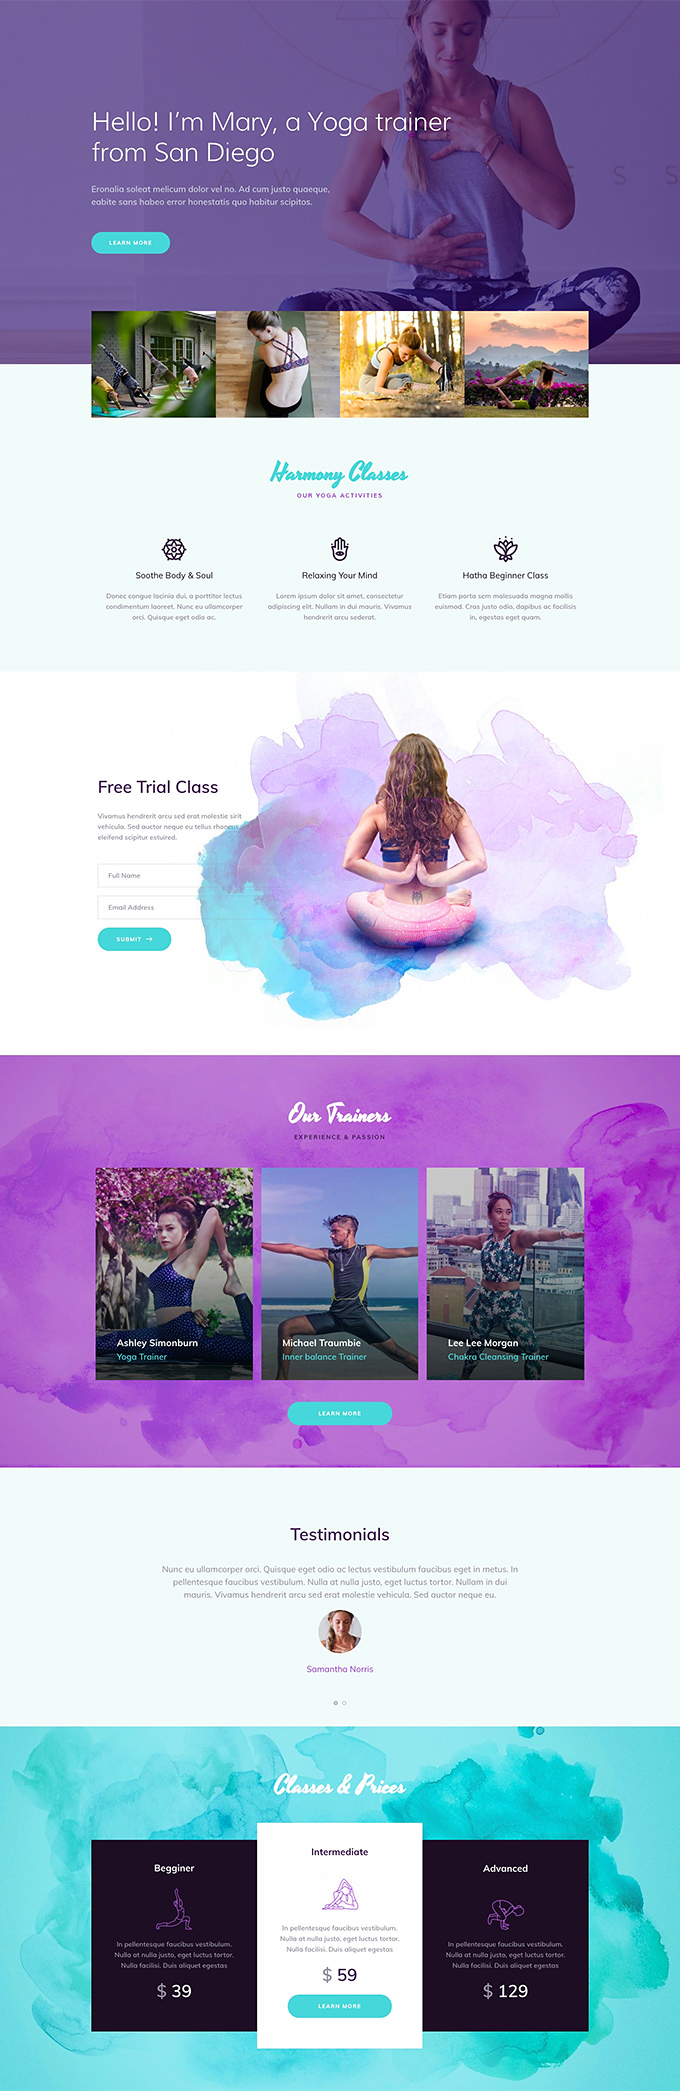 Hello! I'm Mary, a Yoga trainer
from San Diego
Eronalia soleat melicum dolor vel no. Ad cum justo quaeque,
eabite sans habeo error honestatis quo habitur scipitos.
LEARN MORE
Harmony Classes
OUR YOGA ACTIVITIES
Soothe Body & Soul
Donec congue lacinia dui, a porttitor lectus
condimentum laoreet. Nunc eu ullamcorper
orci. Quisque eget odio ac.
Relaxing Your Mind
Lorem ipsum dolor sit amet, consectetur
adipiscing elit. Nullam in dui mauris. Vivamus
hendrerit arcu sederat.
Hatha Beginner Class
Etiam porta sem malesuada magna mollis
euismod. Cras justo odio, dapibus ac facilisis
in, egestas eget quam.
Free Trial Class
Vivamus hendrerit arcu sed erat molestie sirit
vehicula. Sed auctor neque eu tellus rhoncus
eleifend scipitur estuired.
Full Name
Email Address
SUBMIT
Our Trainers
EXPERIENCE & PASSION
Ashley Simonburn
Yoga Trainer
Michael Traumbie
Inner balance Trainer
Lee Lee Morgan
Chakra Cleansing Trainer
LEARN MORE
Testimonials
Nunc eu ullamcorper orci. Quisque eget odio ac lectus vestibulum faucibus eget in metus. In
pellentesque faucibus vestibulum. Nulla at nulla justo, eget luctus tortor. Nullam in dui
mauris. Vivamus hendrerit arcu sed erat molestie vehicula. Sed auctor neque eu.
Samantha Norris
Classes & Prices
Begginer
In pellentesque faucibus vestibulum.
Nulla at nulla justo, eget luctus tortor.
Nulla facilisi. Duis aliquet egestas
$ 39
Intermediate
In pellentesque faucibus vestibulum.
Nulla at nulla justo, eget luctus tortor.
Nulla facilisi. Duis aliquet egestas
$ 59
LEARN MORE
Advanced
In pellentesque faucibus vestibulum.
Nulla at nulla justo, eget luctus tortor.
Nulla facilisi. Duis aliquet egestas
$ 129